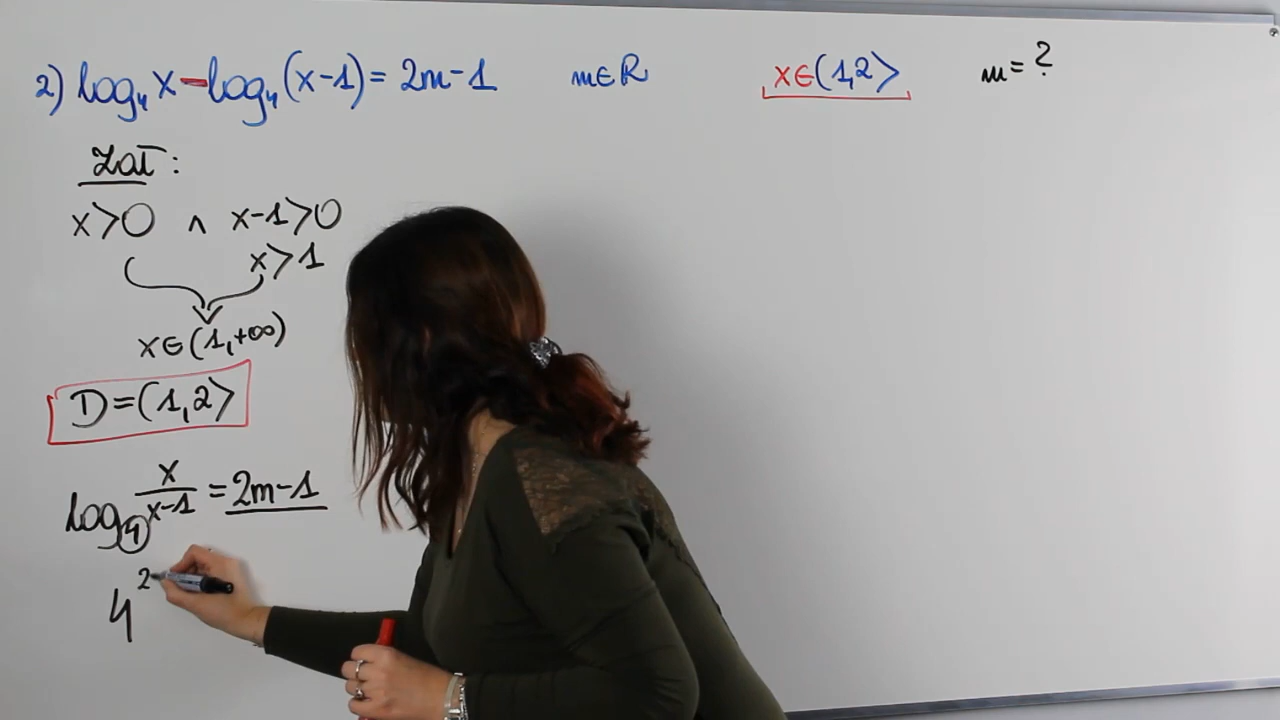 2) log₄x-log₄(x-1)=2m-1 m∈R x∈(1,2⟩ m=?
Zał:
x>0 ∧ x-1>0
x>1
x∈(1,+∞)
D=(1,2⟩
log₄ x/(x-1) = 2m-1
4²